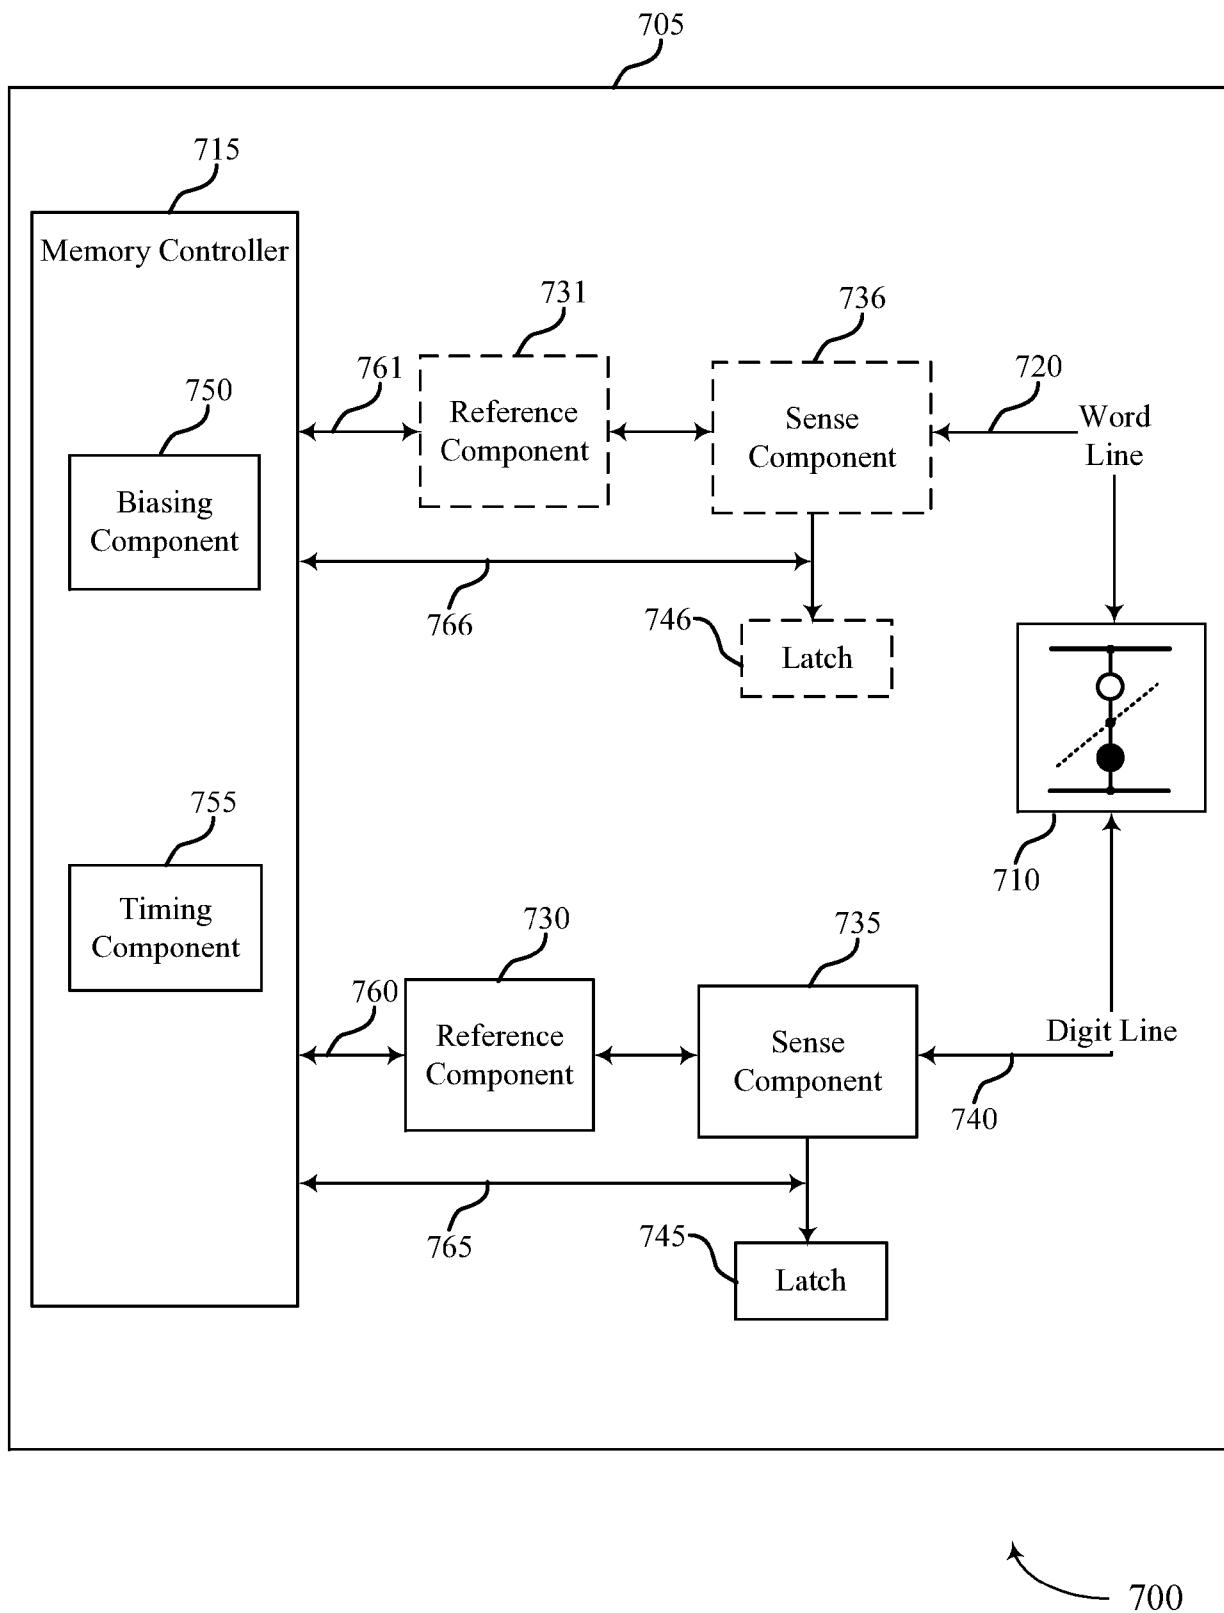 705
715
Memory Controller
731
736
761
720
750
Reference
Component
Sense
Component
Word
Line
Biasing
Component
766
746
Latch
755
710
Timing
Component
730
735
760
Reference
Component
Sense
Component
Digit Line
740
765
745
Latch
700